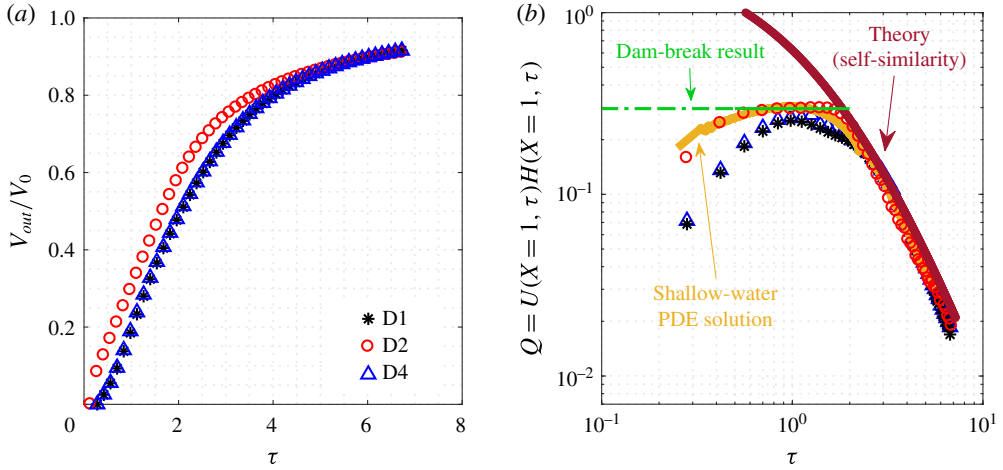 (a)
1.0
0.8
0.6
0.4
0.2
0
2
4
6
8
V_out/V_0
τ
D1
D2
D4
(b)
10^0
10^−1
10^−2
10^−1
10^0
10^1
Q = U(X = 1, τ)H(X = 1, τ)
τ
Dam-break result
Theory
(self-similarity)
Shallow-water
PDE solution